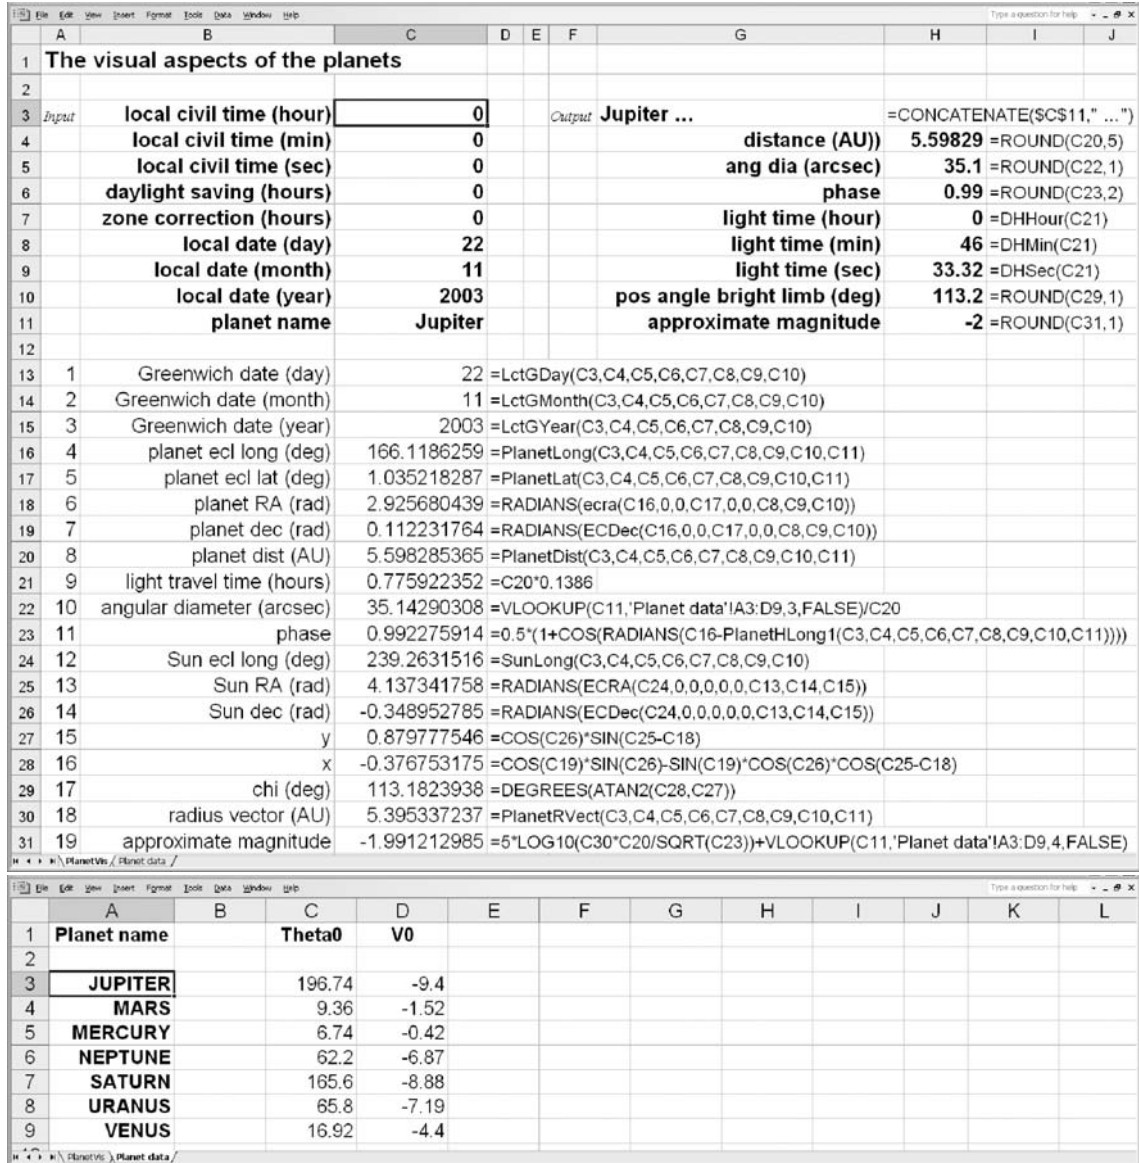 File Edit View Insert Format Tools Data Window Help Type a question for help
A B C D E F G H I J
1 The visual aspects of the planets
2
3 Input local civil time (hour) 0 Output Jupiter ... =CONCATENATE($C$11," ...")
4 local civil time (min) 0 distance (AU)) 5.59829 =ROUND(C20,5)
5 local civil time (sec) 0 ang dia (arcsec) 35.1 =ROUND(C22,1)
6 daylight saving (hours) 0 phase 0.99 =ROUND(C23,2)
7 zone correction (hours) 0 light time (hour) 0 =DHHour(C21)
8 local date (day) 22 light time (min) 46 =DHMin(C21)
9 local date (month) 11 light time (sec) 33.32 =DHSec(C21)
10 local date (year) 2003 pos angle bright limb (deg) 113.2 =ROUND(C29,1)
11 planet name Jupiter approximate magnitude -2 =ROUND(C31,1)
12
13 1 Greenwich date (day) 22 =LctGDay(C3,C4,C5,C6,C7,C8,C9,C10)
14 2 Greenwich date (month) 11 =LctGMonth(C3,C4,C5,C6,C7,C8,C9,C10)
15 3 Greenwich date (year) 2003 =LctGYear(C3,C4,C5,C6,C7,C8,C9,C10)
16 4 planet ecl long (deg) 166.1186259 =PlanetLong(C3,C4,C5,C6,C7,C8,C9,C10,C11)
17 5 planet ecl lat (deg) 1.035218287 =PlanetLat(C3,C4,C5,C6,C7,C8,C9,C10,C11)
18 6 planet RA (rad) 2.925680439 =RADIANS(ecra(C16,0,0,C17,0,0,C8,C9,C10))
19 7 planet dec (rad) 0.112231764 =RADIANS(ECDec(C16,0,0,C17,0,0,C8,C9,C10))
20 8 planet dist (AU) 5.598285365 =PlanetDist(C3,C4,C5,C6,C7,C8,C9,C10,C11)
21 9 light travel time (hours) 0.775922352 =C20*0.1386
22 10 angular diameter (arcsec) 35.14290308 =VLOOKUP(C11,'Planet data'!A3:D9,3,FALSE)/C20
23 11 phase 0.992275914 =0.5*(1+COS(RADIANS(C16-PlanetHLong1(C3,C4,C5,C6,C7,C8,C9,C10,C11))))
24 12 Sun ecl long (deg) 239.2631516 =SunLong(C3,C4,C5,C6,C7,C8,C9,C10)
25 13 Sun RA (rad) 4.137341758 =RADIANS(ECRA(C24,0,0,0,0,0,C13,C14,C15))
26 14 Sun dec (rad) -0.348952785 =RADIANS(ECDec(C24,0,0,0,0,0,C13,C14,C15))
27 15 y 0.879777546 =COS(C26)*SIN(C25-C18)
28 16 x -0.376753175 =COS(C19)*SIN(C26)-SIN(C19)*COS(C26)*COS(C25-C18)
29 17 chi (deg) 113.1823938 =DEGREES(ATAN2(C28,C27))
30 18 radius vector (AU) 5.395337237 =PlanetRVect(C3,C4,C5,C6,C7,C8,C9,C10,C11)
31 19 approximate magnitude -1.991212985 =5*LOG10(C30*C20/SQRT(C23))+VLOOKUP(C11,'Planet data'!A3:D9,4,FALSE)
PlanetVis / Planet data /
File Edit View Insert Format Tools Data Window Help Type a question for help
A B C D E F G H I J K L
1 Planet name Theta0 V0
2
3 JUPITER 196.74 -9.4
4 MARS 9.36 -1.52
5 MERCURY 6.74 -0.42
6 NEPTUNE 62.2 -6.87
7 SATURN 165.6 -8.88
8 URANUS 65.8 -7.19
9 VENUS 16.92 -4.4
PlanetVis / Planet data /